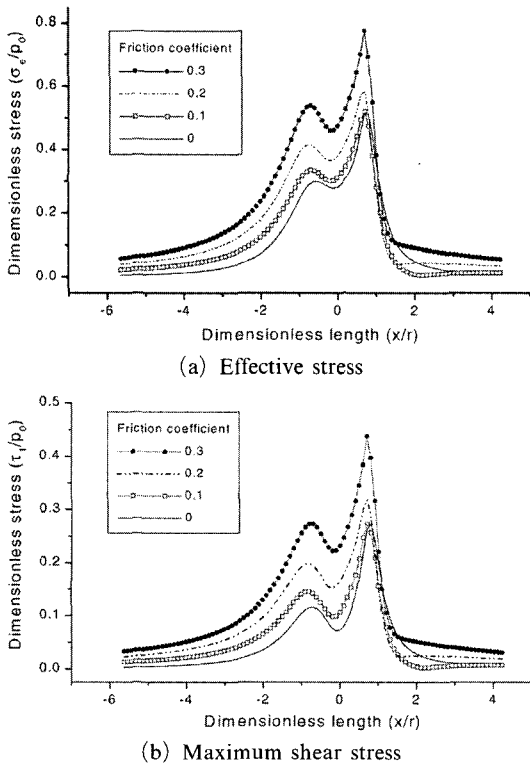 Friction coefficient
0.3
0.2
0.1
0
0.8
0.6
0.4
0.2
0.0
Dimemsionless stress (σe/p0)
-6 -4 -2 0 2 4
Dimensionless length (x/r)
(a) Effective stress
Friction coefficient
0.3
0.2
0.1
0
0.5
0.4
0.3
0.2
0.1
0.0
Dimensionless stress (τ1/p0)
-6 -4 -2 0 2 4
Dimensionless length (x/r)
(b) Maximum shear stress